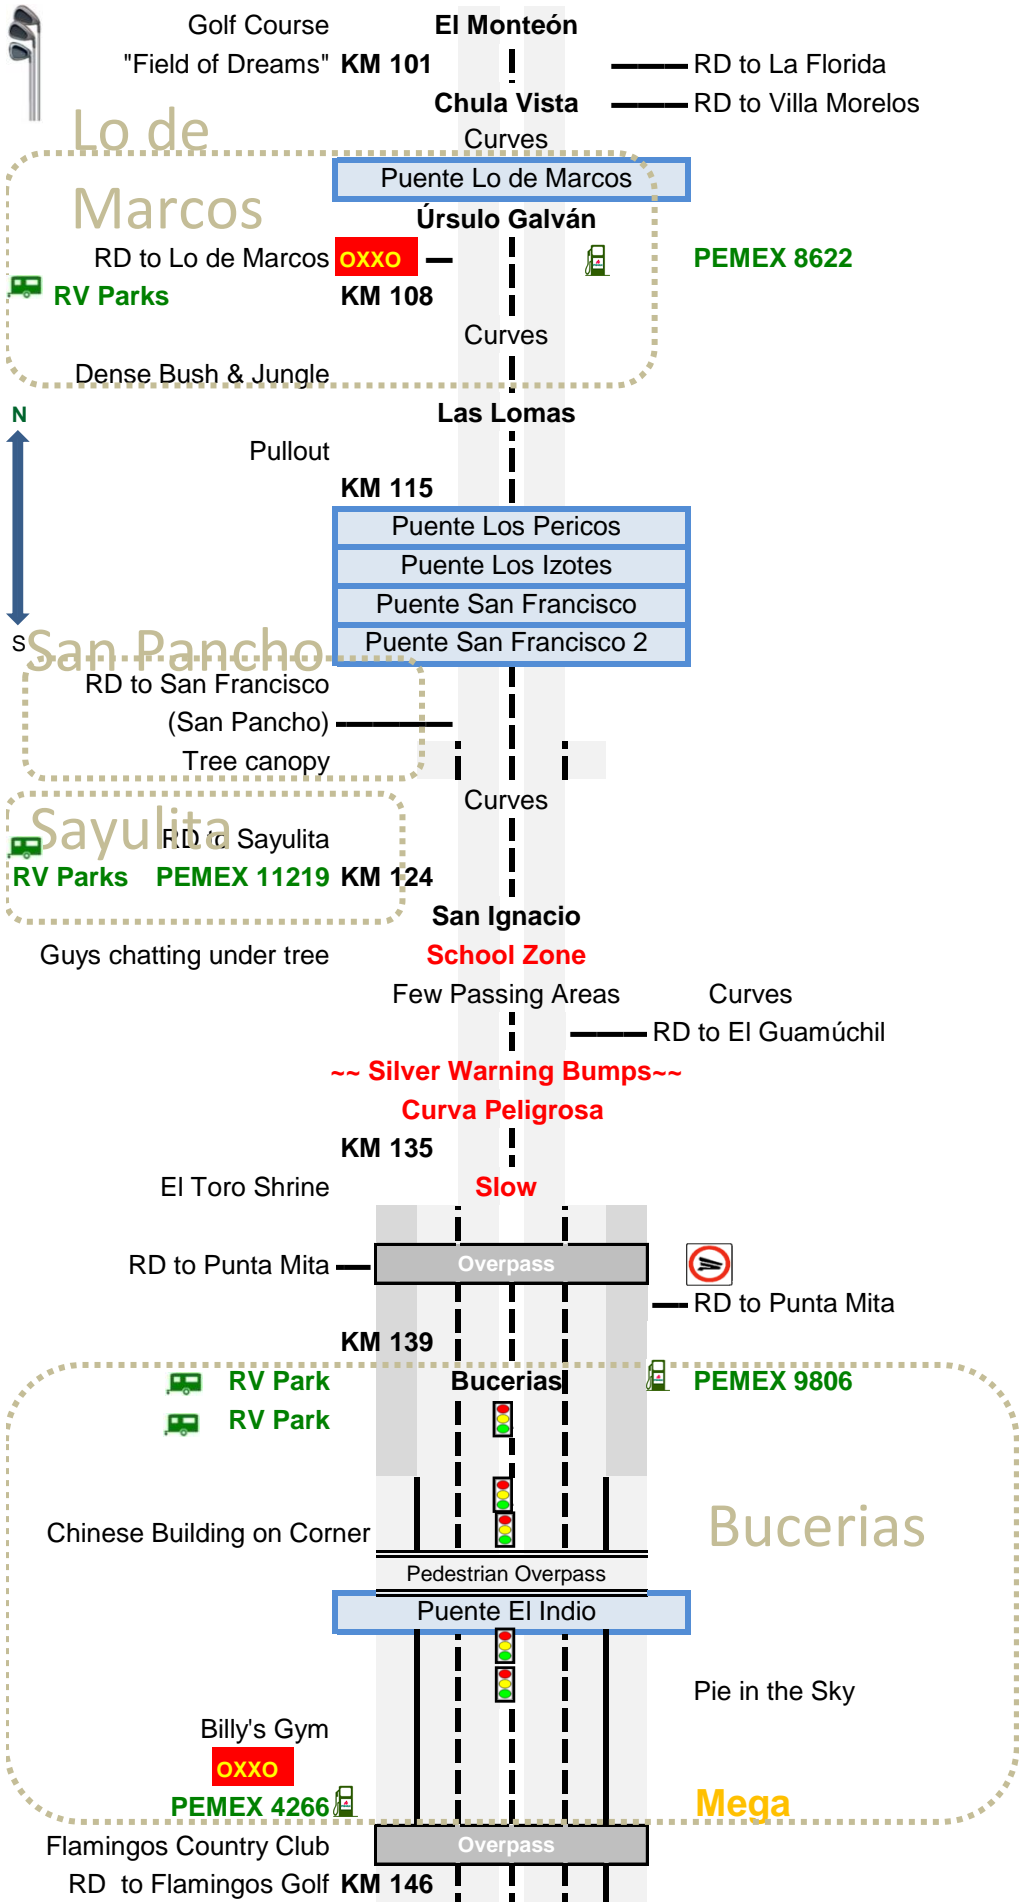 Golf Course El Monteón
"Field of Dreams" KM 101 RD to La Florida
Chula Vista RD to Villa Morelos
Lo de
Curves
Puente Lo de Marcos
Marcos
Úrsulo Galván
RD to Lo de Marcos OXXO PEMEX 8622
RV Parks KM 108
Curves
Dense Bush & Jungle
N Las Lomas
Pullout
KM 115
Puente Los Pericos
Puente Los Izotes
Puente San Francisco
S San Pancho Puente San Francisco 2
RD to San Francisco
(San Pancho)
Tree canopy
Curves
Sayulita
RD to Sayulita
RV Parks PEMEX 11219 KM 124
San Ignacio
Guys chatting under tree School Zone
Few Passing Areas Curves
RD to El Guamúchil
~~ Silver Warning Bumps~~
Curva Peligrosa
KM 135
El Toro Shrine Slow
RD to Punta Mita Overpass
RD to Punta Mita
KM 139
RV Park Bucerias PEMEX 9806
RV Park
Bucerias
Chinese Building on Corner
Pedestrian Overpass
Puente El Indio
Pie in the Sky
Billy's Gym
OXXO
PEMEX 4266 Mega
Flamingos Country Club Overpass
RD to Flamingos Golf KM 146